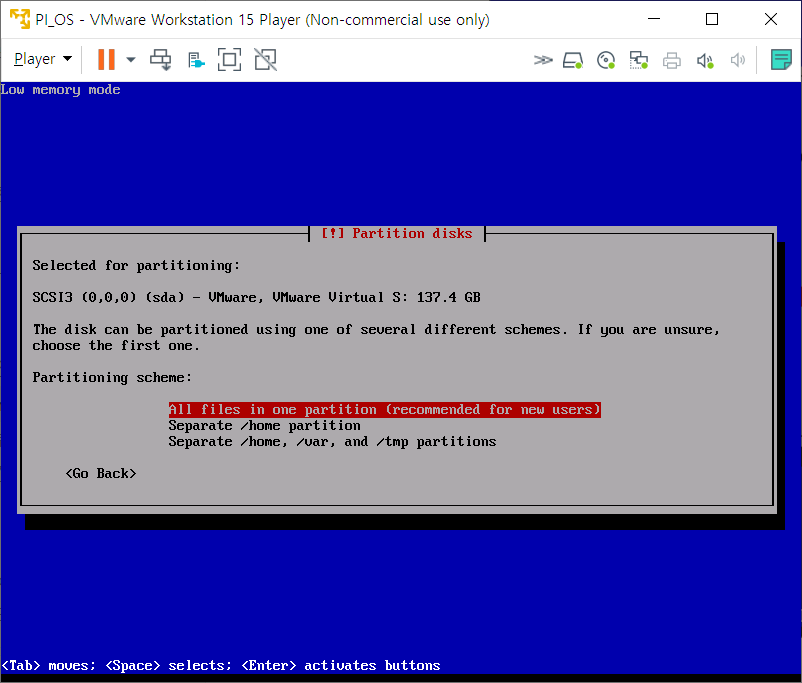 PI_OS - VMware Workstation 15 Player (Non-commercial use only)
Player
Low memory mode
[!] Partition disks
Selected for partitioning:
SCSI3 (0,0,0) (sda) - VMware, VMware Virtual S: 137.4 GB
The disk can be partitioned using one of several different schemes. If you are unsure,
choose the first one.
Partitioning scheme:
All files in one partition (recommended for new users)
Separate /home partition
Separate /home, /var, and /tmp partitions
<Go Back>
<Tab> moves; <Space> selects; <Enter> activates buttons